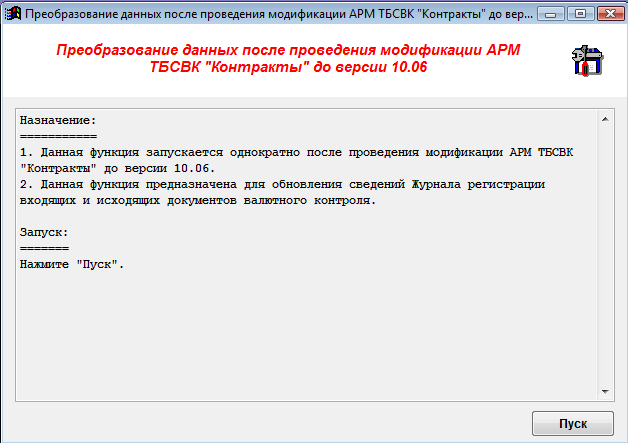 Преобразование данных после проведения модификации АРМ ТБСВК "Контракты" до вер...
Преобразование данных после проведения модификации АРМ
ТБСВК "Контракты" до версии 10.06
Назначение:
===========
1. Данная функция запускается однократно после проведения модификации АРМ ТБСВК
"Контракты" до версии 10.06.
2. Данная функция предназначена для обновления сведений Журнала регистрации
входящих и исходящих документов валютного контроля.
Запуск:
=======
Нажмите "Пуск".
Пуск